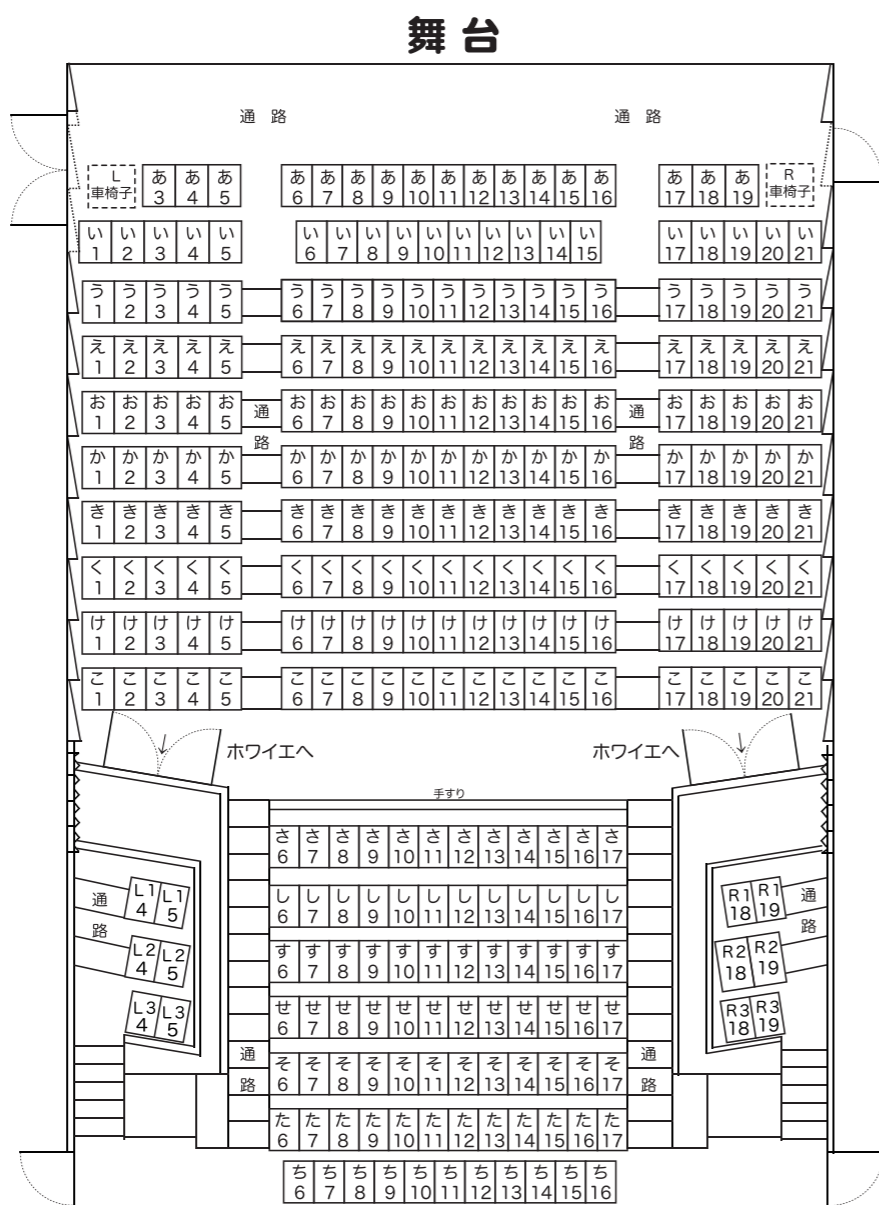 舞台
通路 通路
L 車椅子 あ3 あ4 あ5 あ6 あ7 あ8 あ9 あ10 あ11 あ12 あ13 あ14 あ15 あ16 あ17 あ18 あ19 R 車椅子
い1 い2 い3 い4 い5 い6 い7 い8 い9 い10 い11 い12 い13 い14 い15 い17 い18 い19 い20 い21
う1 う2 う3 う4 う5 う6 う7 う8 う9 う10 う11 う12 う13 う14 う15 う16 う17 う18 う19 う20 う21
え1 え2 え3 え4 え5 え6 え7 え8 え9 え10 え11 え12 え13 え14 え15 え16 え17 え18 え19 え20 え21
お1 お2 お3 お4 お5 通路 お6 お7 お8 お9 お10 お11 お12 お13 お14 お15 お16 通路 お17 お18 お19 お20 お21
か1 か2 か3 か4 か5 か6 か7 か8 か9 か10 か11 か12 か13 か14 か15 か16 か17 か18 か19 か20 か21
き1 き2 き3 き4 き5 き6 き7 き8 き9 き10 き11 き12 き13 き14 き15 き16 き17 き18 き19 き20 き21
く1 く2 く3 く4 く5 く6 く7 く8 く9 く10 く11 く12 く13 く14 く15 く16 く17 く18 く19 く20 く21
け1 け2 け3 け4 け5 け6 け7 け8 け9 け10 け11 け12 け13 け14 け15 け16 け17 け18 け19 け20 け21
こ1 こ2 こ3 こ4 こ5 こ6 こ7 こ8 こ9 こ10 こ11 こ12 こ13 こ14 こ15 こ16 こ17 こ18 こ19 こ20 こ21
↓ ホワイエへ ホワイエへ ↓
手すり
さ6 さ7 さ8 さ9 さ10 さ11 さ12 さ13 さ14 さ15 さ16 さ17
通路 L1 4 L1 5 し6 し7 し8 し9 し10 し11 し12 し13 し14 し15 し16 し17 R1 18 R1 19 通路
L2 4 L2 5 す6 す7 す8 す9 す10 す11 す12 す13 す14 す15 す16 す17 R2 18 R2 19
L3 4 L3 5 せ6 せ7 せ8 せ9 せ10 せ11 せ12 せ13 せ14 せ15 せ16 せ17 R3 18 R3 19
通路 そ6 そ7 そ8 そ9 そ10 そ11 そ12 そ13 そ14 そ15 そ16 そ17 通路
た6 た7 た8 た9 た10 た11 た12 た13 た14 た15 た16 た17
ち6 ち7 ち8 ち9 ち10 ち11 ち12 ち13 ち14 ち15 ち16